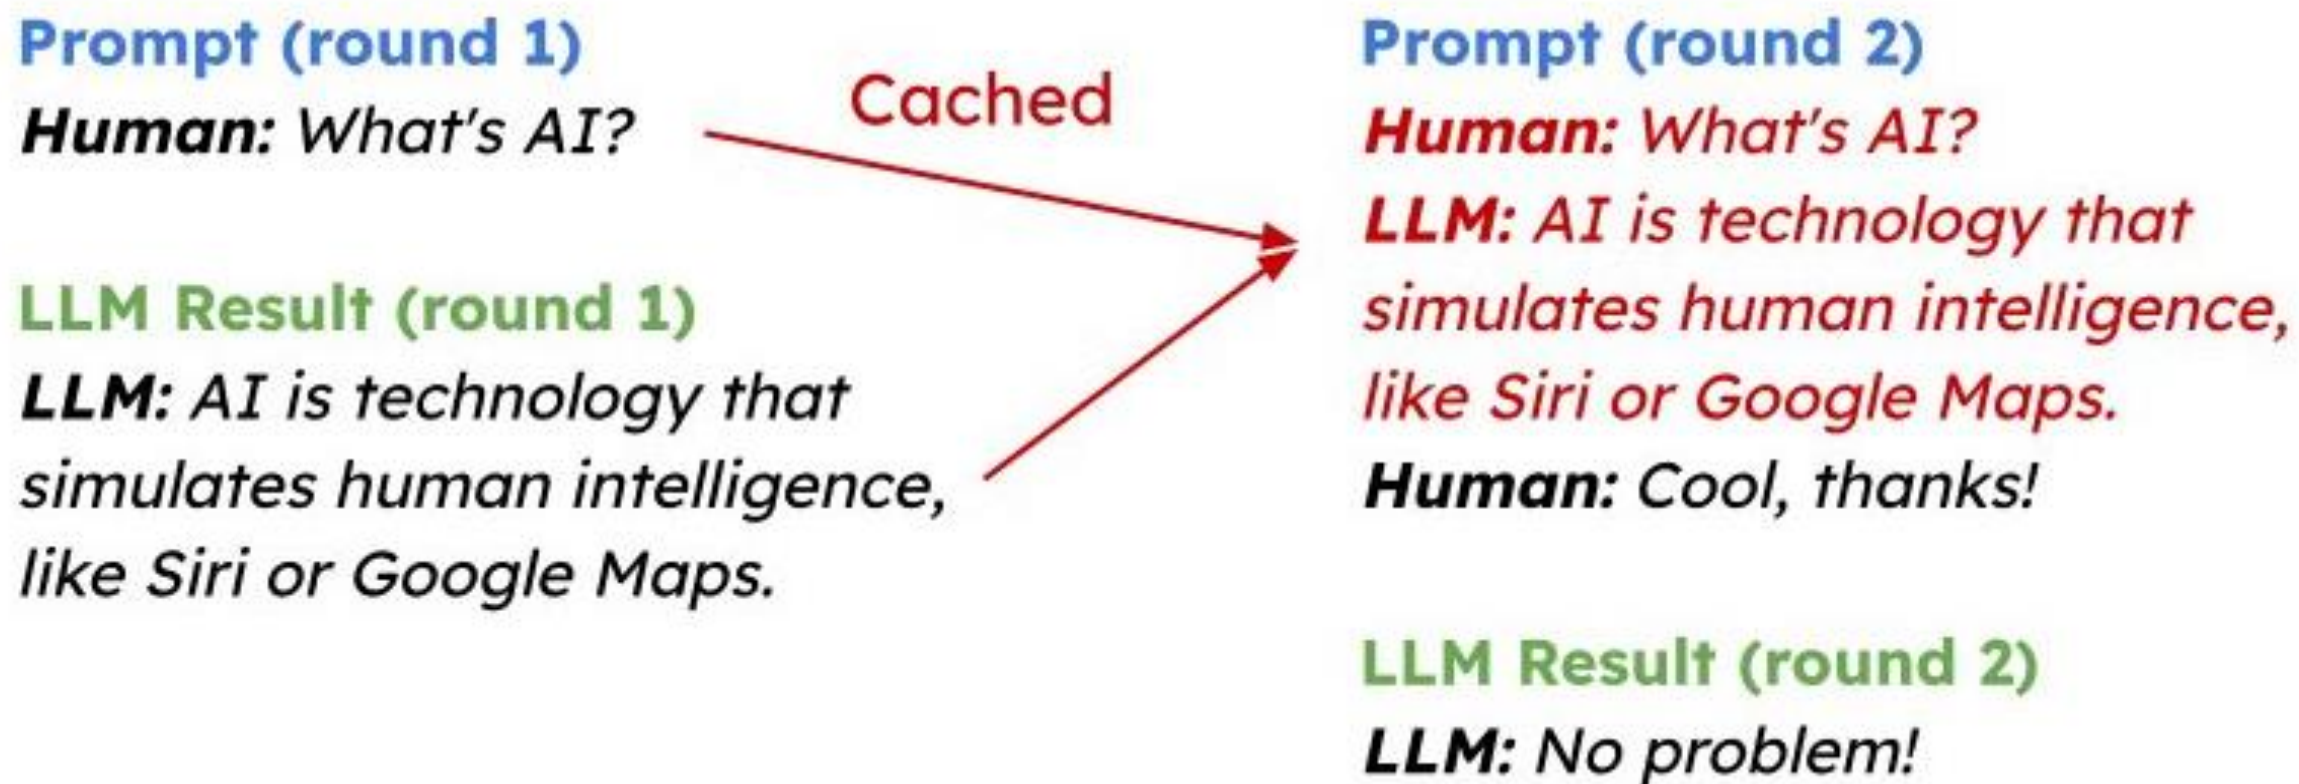 Prompt (round 1)
Human: What's AI?
LLM Result (round 1)
LLM: AI is technology that
simulates human intelligence,
like Siri or Google Maps.
Cached
Prompt (round 2)
Human: What's AI?
LLM: AI is technology that
simulates human intelligence,
like Siri or Google Maps.
Human: Cool, thanks!
LLM Result (round 2)
LLM: No problem!